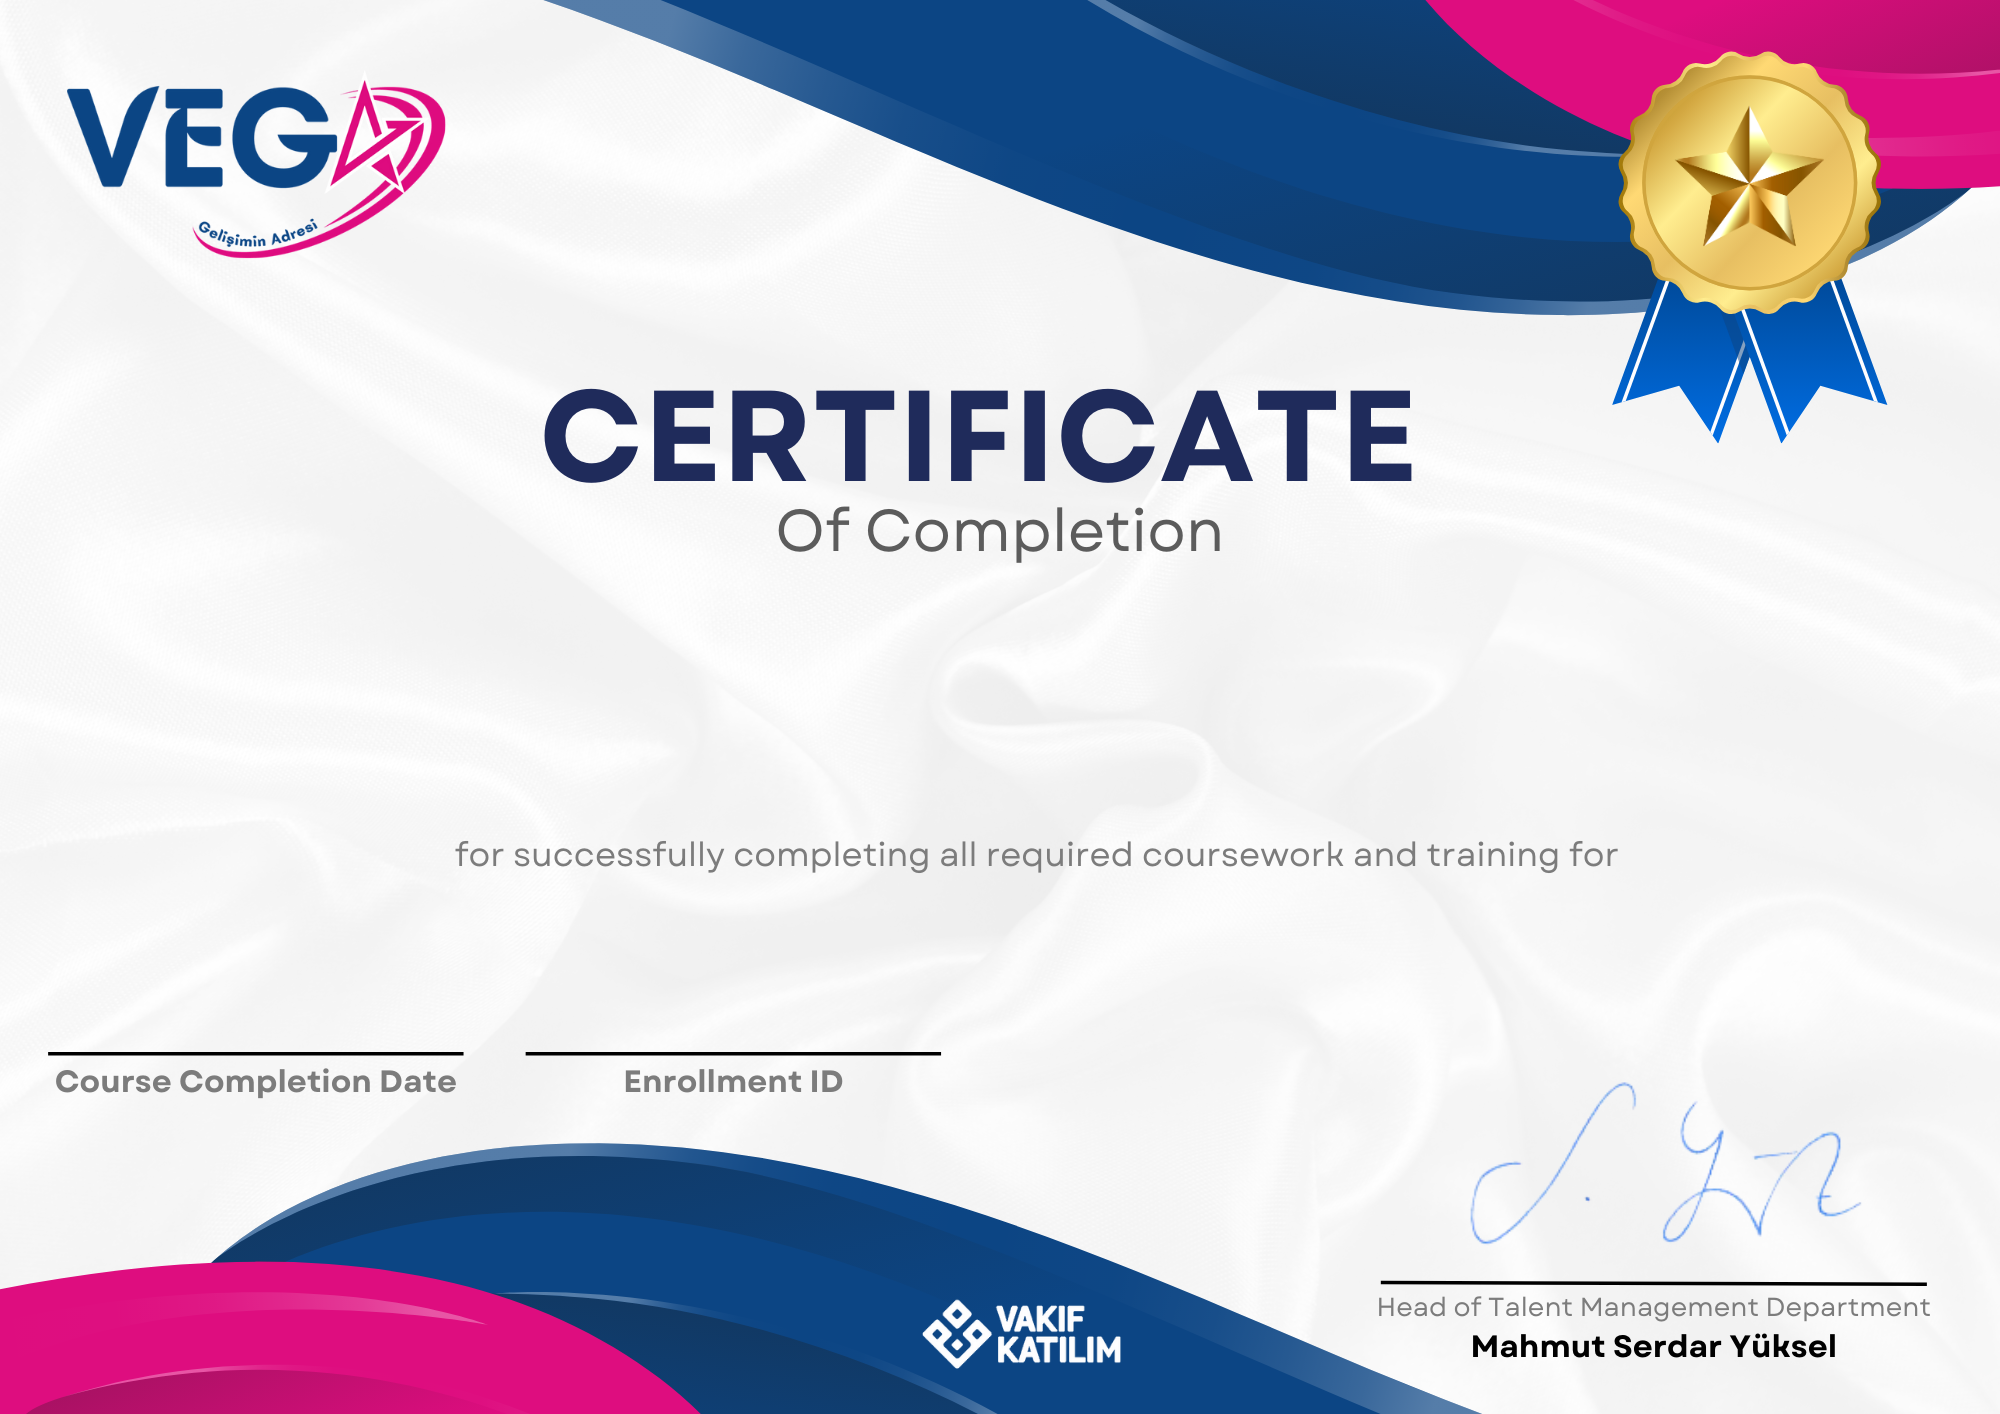 VEGA
Gelişimin Adresi
CERTIFICATE
Of Completion
for successfully completing all required coursework and training for
Course Completion Date
Enrollment ID
Head of Talent Management Department
Mahmut Serdar Yüksel
VAKIF
KATILIM